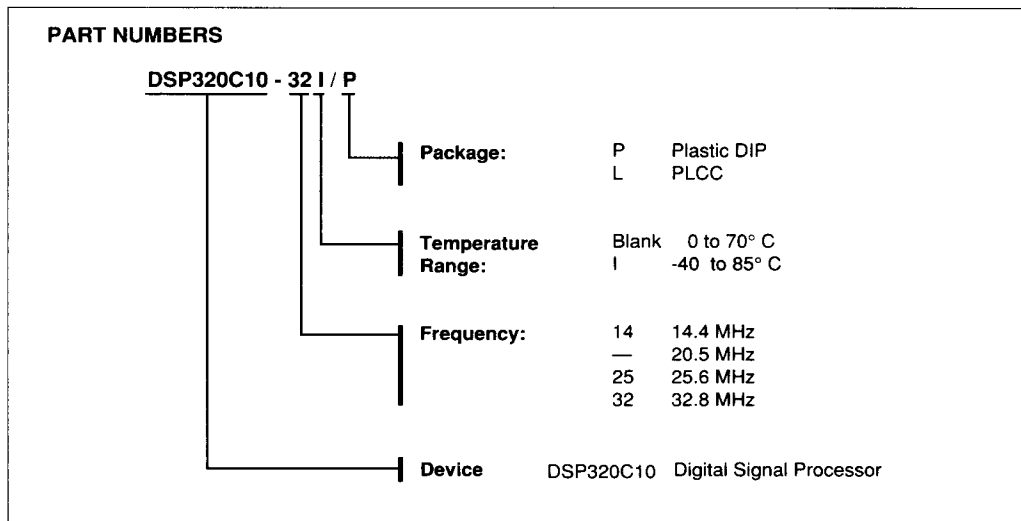 PART NUMBERS
DSP320C10 - 32 I / P
Package: P Plastic DIP
L PLCC
Temperature Blank 0 to 70° C
Range: I -40 to 85° C
Frequency: 14 14.4 MHz
— 20.5 MHz
25 25.6 MHz
32 32.8 MHz
Device DSP320C10 Digital Signal Processor